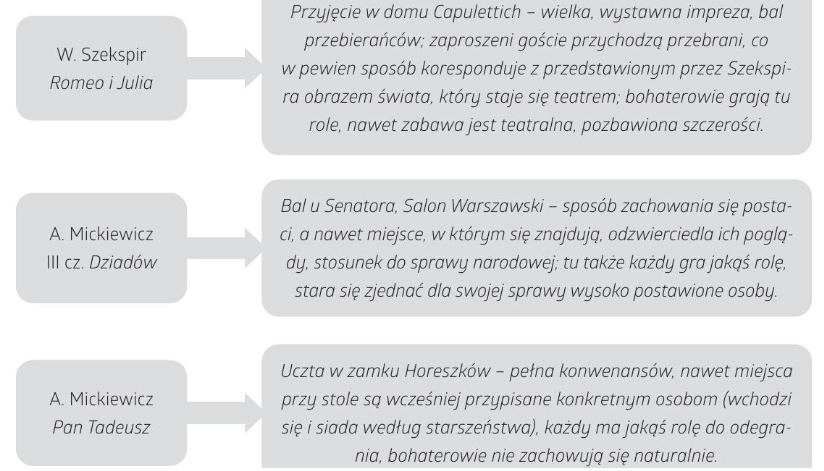 W. Szekspir
Romeo i Julia
Przyjęcie w domu Capulettich – wielka, wystawna impreza, bal
przebierańców; zaproszeni goście przychodzą przebrani, co
w pewien sposób koresponduje z przedstawionym przez Szekspi-
ra obrazem świata, który staje się teatrem; bohaterowie grają tu
role, nawet zabawa jest teatralna, pozbawiona szczerości.
A. Mickiewicz
III cz. Dziadów
Bal u Senatora, Salon Warszawski – sposób zachowania się posta-
ci, a nawet miejsce, w którym się znajdują, odzwierciedla ich poglą-
dy, stosunek do sprawy narodowej; tu także każdy gra jakąś rolę,
stara się zjednać dla swojej sprawy wysoko postawione osoby.
A. Mickiewicz
Pan Tadeusz
Uczta w zamku Horeszków – pełna konwenansów, nawet miejsca
przy stole są wcześniej przypisane konkretnym osobom (wchodzi
się i siada według starszeństwa), każdy ma jakąś rolę do odegra-
nia, bohaterowie nie zachowują się naturalnie.